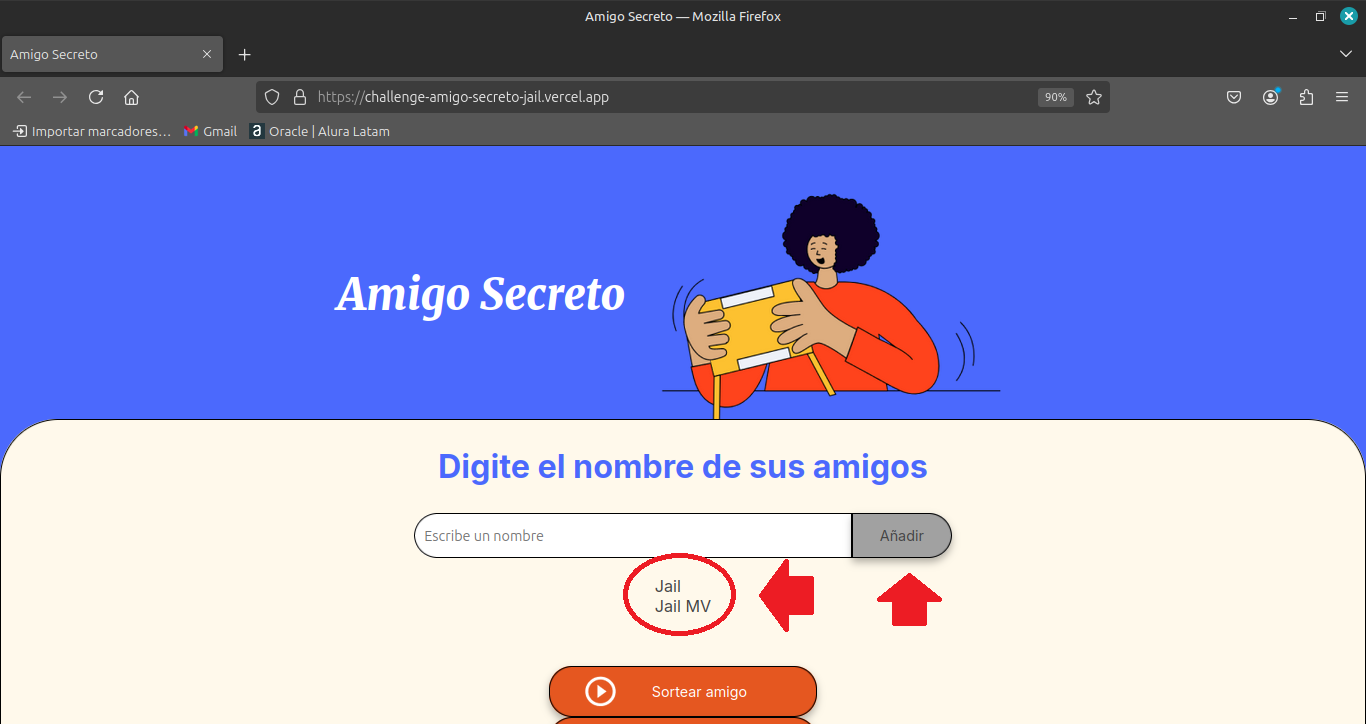 Amigo Secreto — Mozilla Firefox
Amigo Secreto
https://challenge-amigo-secreto-jail.vercel.app
90%
Importar marcadores…
Gmail
a Oracle | Alura Latam
Amigo Secreto
Digite el nombre de sus amigos
Escribe un nombre
Añadir
Jail
Jail MV
Sortear amigo